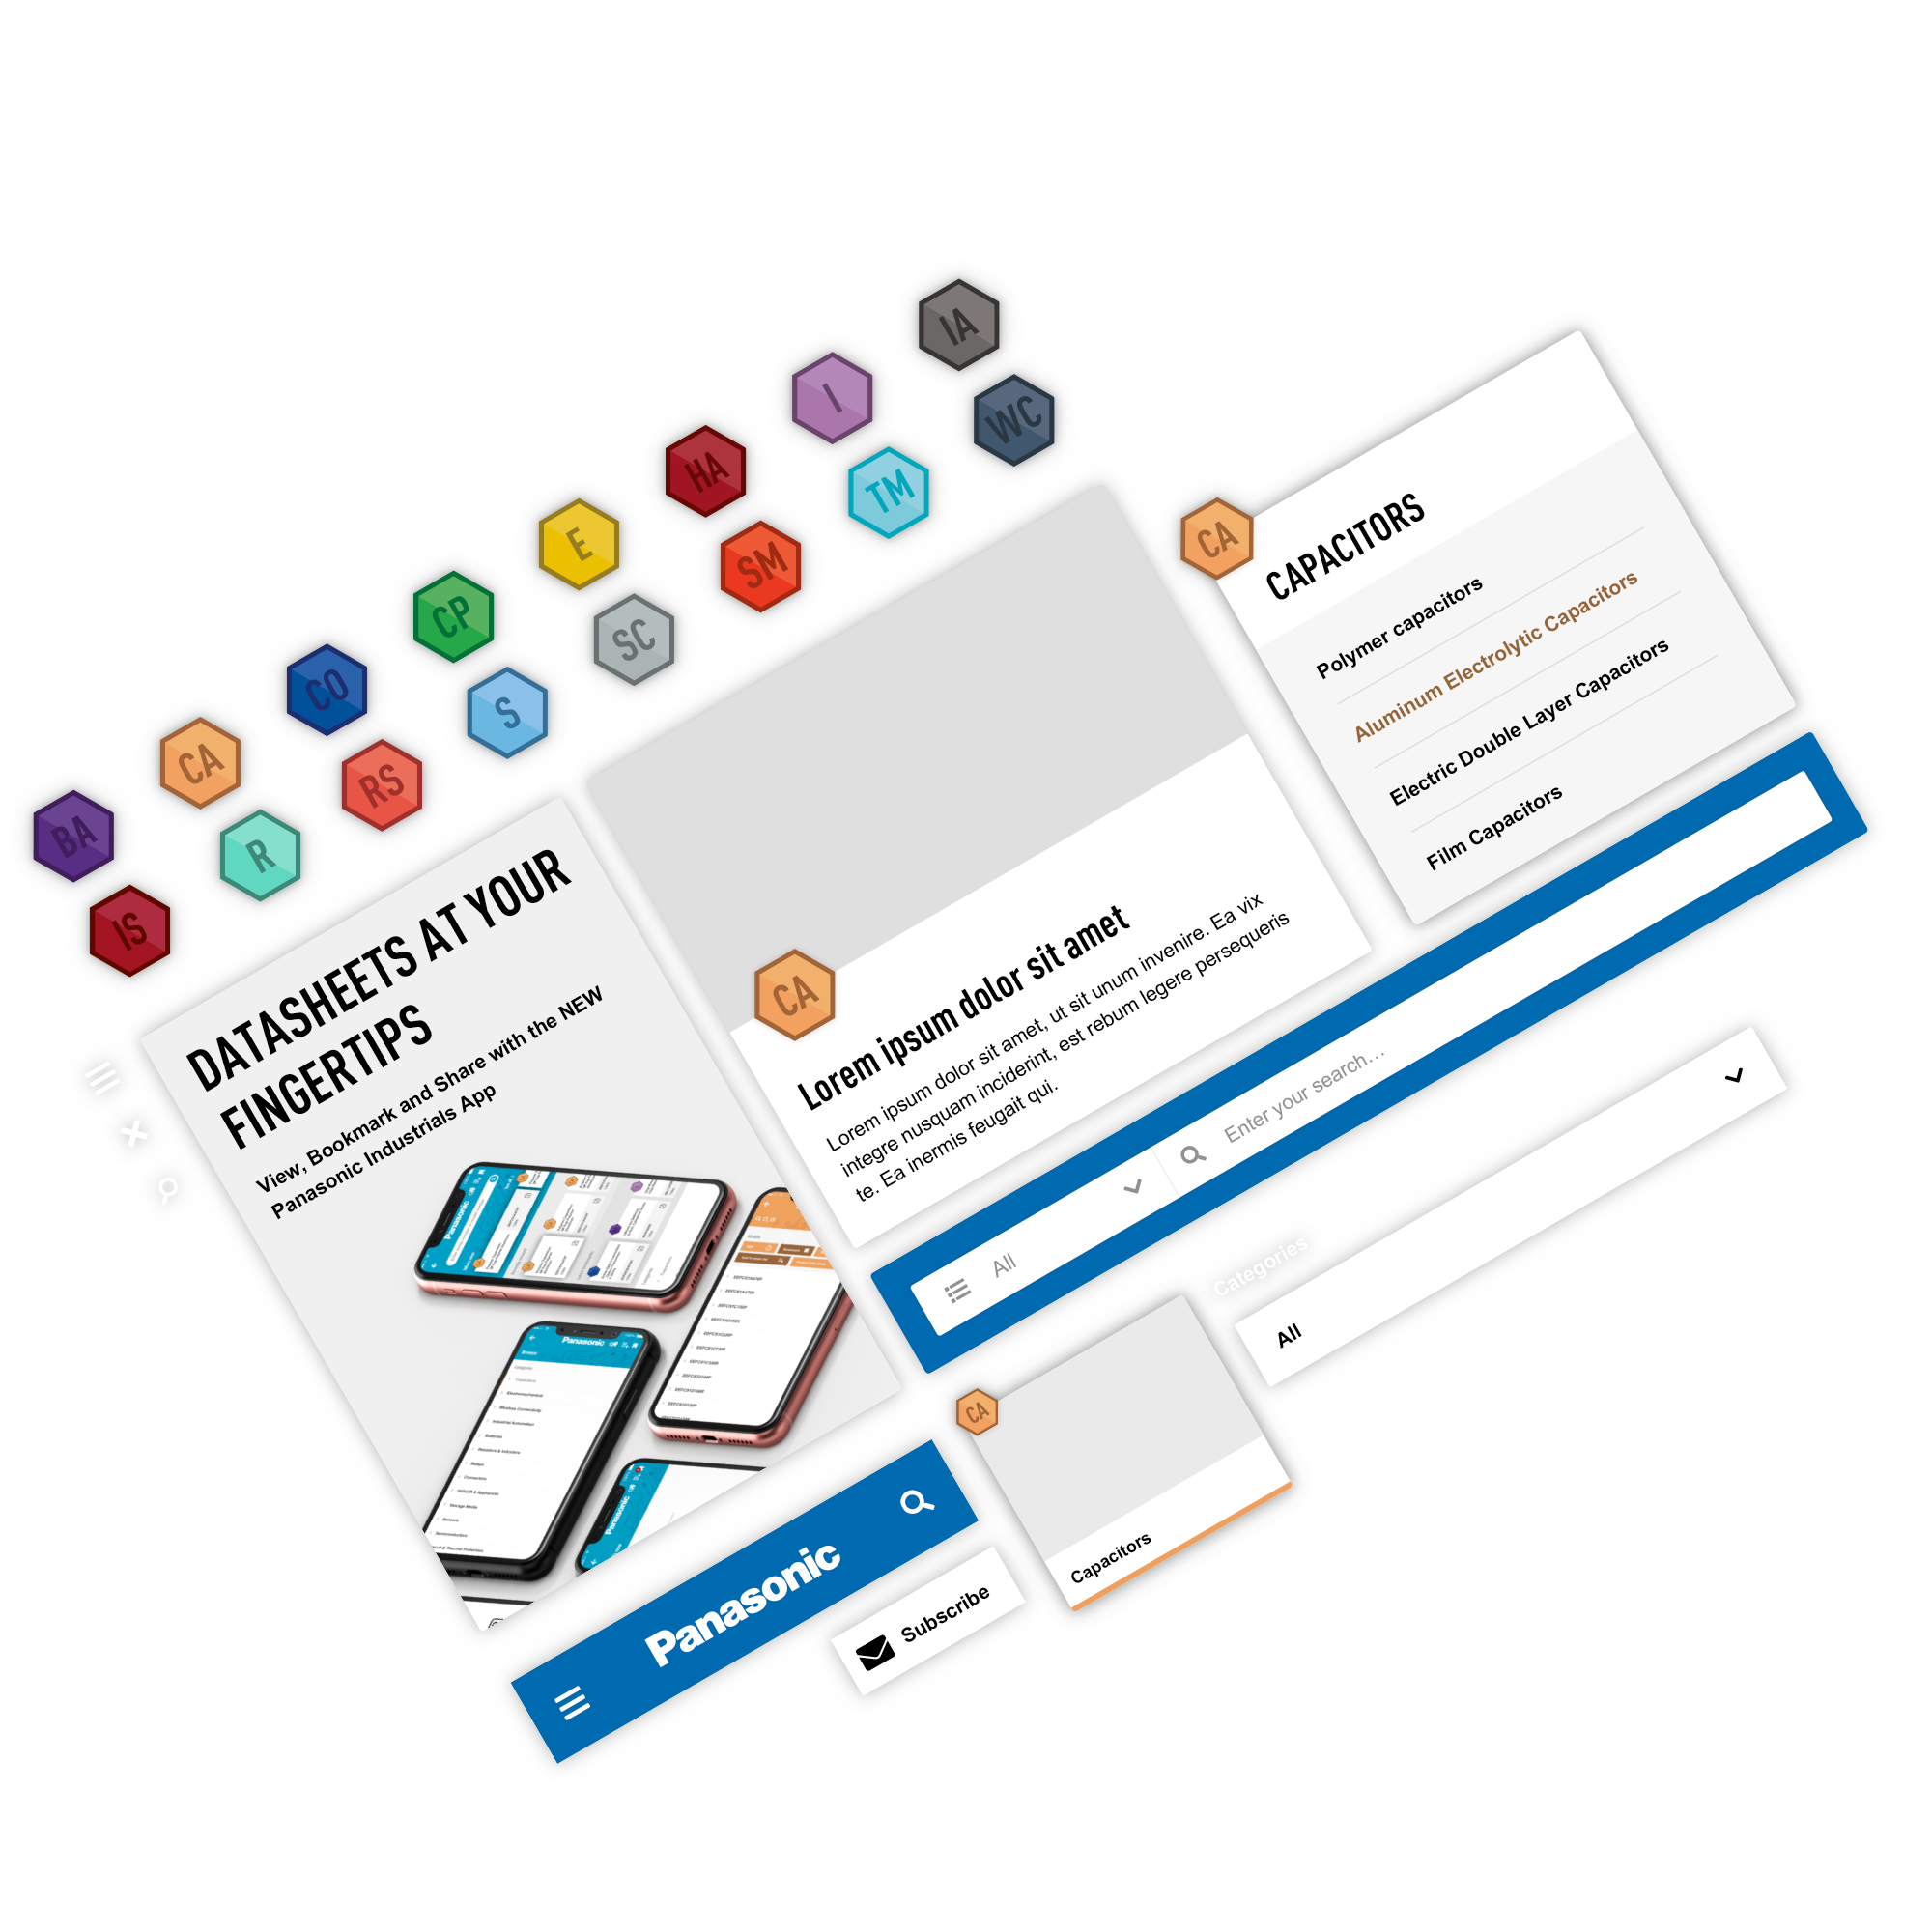 IA
I
WC
HA
TM
E
SM
CP
SC
CO
S
CA
RS
BA
R
IS
DATASHEETS AT YOUR
FINGERTIPS
View, Bookmark and Share with the NEW
Panasonic Industrials App
Panasonic
Panasonic
Panasonic
CA
Lorem ipsum dolor sit amet
Lorem ipsum dolor sit amet, ut sit unum invenire. Ea vix
integre nusquam inciderint, est rebum legere persequeris
te. Ea inermis feugait qui.
CA
CAPACITORS
Polymer capacitors
Aluminum Electrolytic Capacitors
Electric Double Layer Capacitors
Film Capacitors
All
Enter your search...
Categories
All
CA
Capacitors
Panasonic
Subscribe